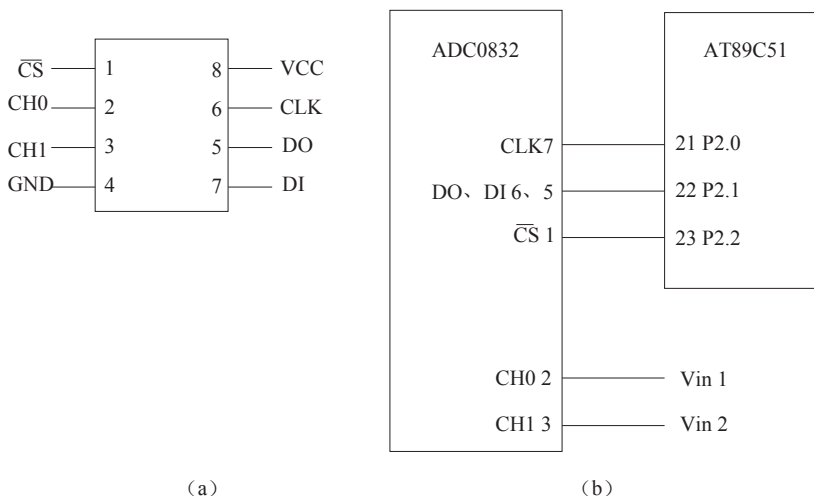 C̅S̅ 1 8 VCC
CH0 2 6 CLK
CH1 3 5 DO
GND 4 7 DI
(a)
ADC0832 AT89C51
CLK7 21 P2.0
DO、DI 6、5 22 P2.1
C̅S̅ 1 23 P2.2
CH0 2 Vin 1
CH1 3 Vin 2
(b)